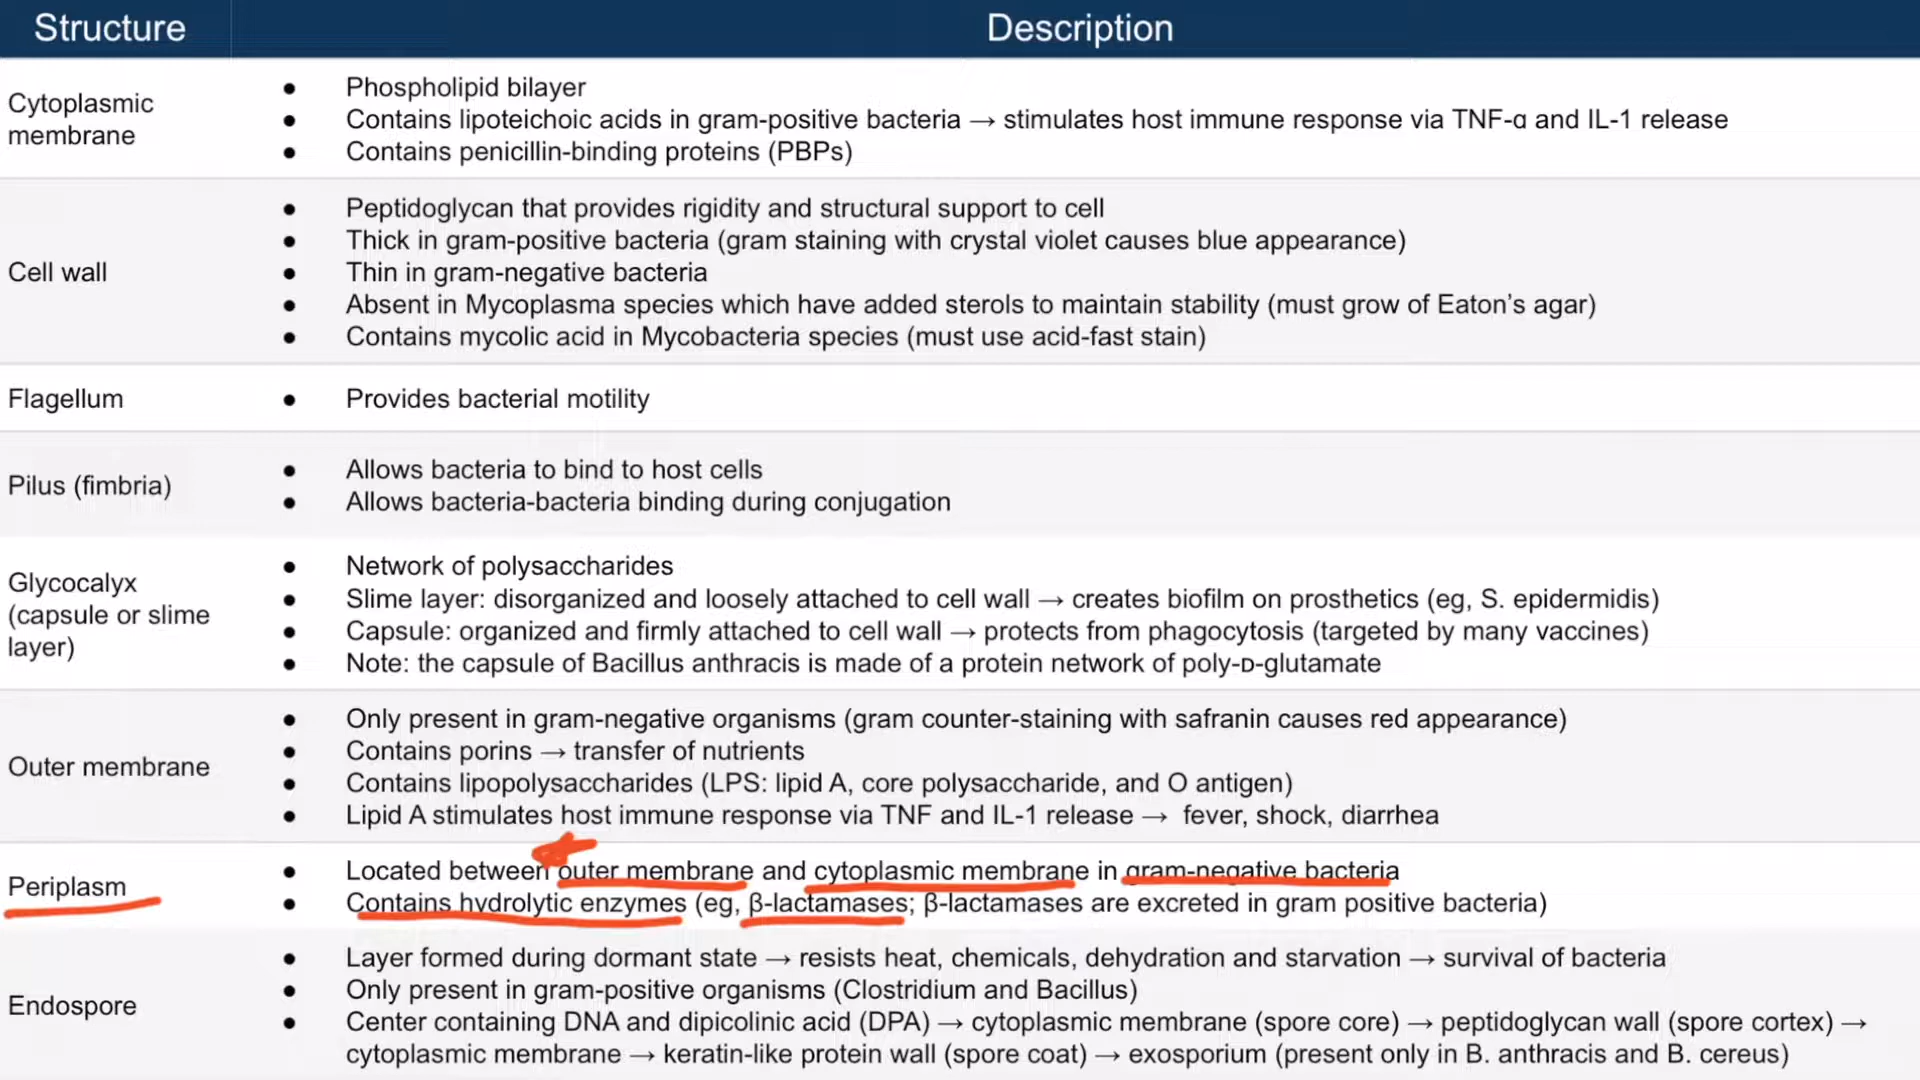 Structure Description
Cytoplasmic
membrane
● Phospholipid bilayer
● Contains lipoteichoic acids in gram-positive bacteria → stimulates host immune response via TNF-α and IL-1 release
● Contains penicillin-binding proteins (PBPs)
Cell wall
● Peptidoglycan that provides rigidity and structural support to cell
● Thick in gram-positive bacteria (gram staining with crystal violet causes blue appearance)
● Thin in gram-negative bacteria
● Absent in Mycoplasma species which have added sterols to maintain stability (must grow of Eaton’s agar)
● Contains mycolic acid in Mycobacteria species (must use acid-fast stain)
Flagellum
● Provides bacterial motility
Pilus (fimbria)
● Allows bacteria to bind to host cells
● Allows bacteria-bacteria binding during conjugation
Glycocalyx
(capsule or slime
layer)
● Network of polysaccharides
● Slime layer: disorganized and loosely attached to cell wall → creates biofilm on prosthetics (eg, S. epidermidis)
● Capsule: organized and firmly attached to cell wall → protects from phagocytosis (targeted by many vaccines)
● Note: the capsule of Bacillus anthracis is made of a protein network of poly-ᴅ-glutamate
Outer membrane
● Only present in gram-negative organisms (gram counter-staining with safranin causes red appearance)
● Contains porins → transfer of nutrients
● Contains lipopolysaccharides (LPS: lipid A, core polysaccharide, and O antigen)
● Lipid A stimulates host immune response via TNF and IL-1 release → fever, shock, diarrhea
Periplasm
● Located between outer membrane and cytoplasmic membrane in gram-negative bacteria
● Contains hydrolytic enzymes (eg, β-lactamases; β-lactamases are excreted in gram positive bacteria)
Endospore
● Layer formed during dormant state → resists heat, chemicals, dehydration and starvation → survival of bacteria
● Only present in gram-positive organisms (Clostridium and Bacillus)
● Center containing DNA and dipicolinic acid (DPA) → cytoplasmic membrane (spore core) → peptidoglycan wall (spore cortex) →
cytoplasmic membrane → keratin-like protein wall (spore coat) → exosporium (present only in B. anthracis and B. cereus)